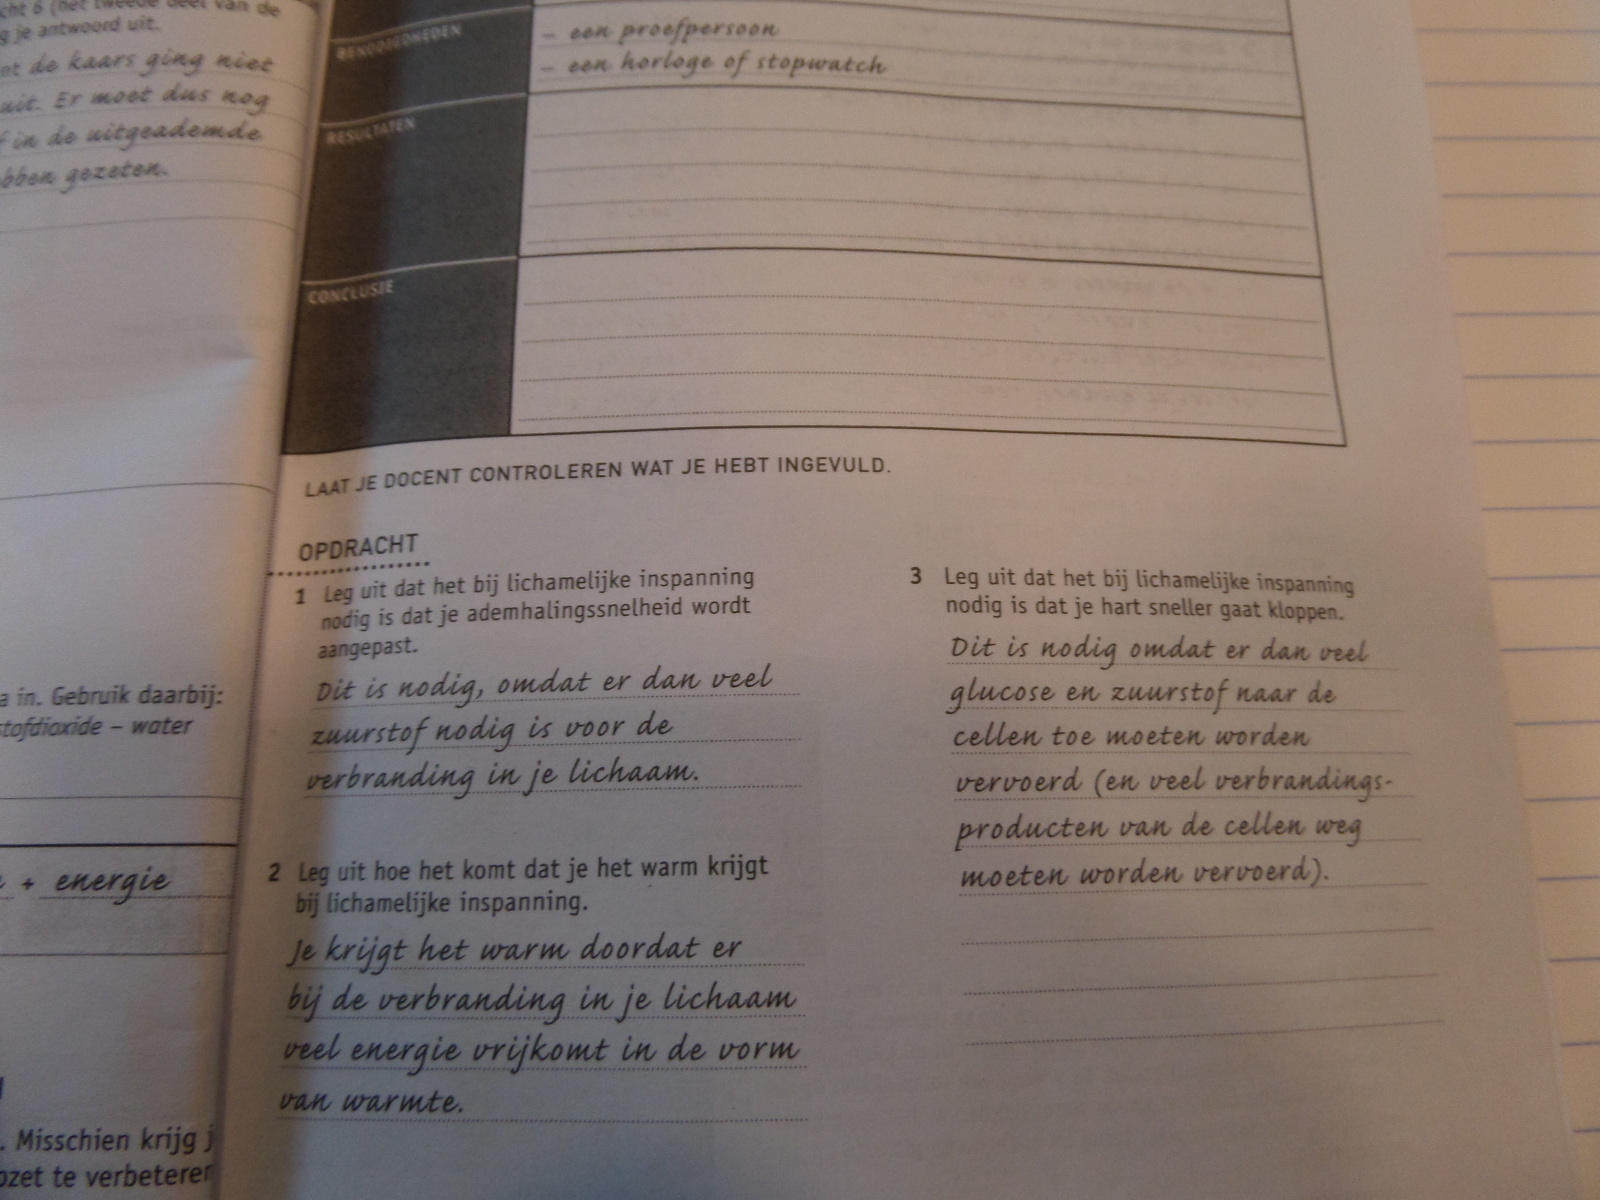 cht 6 (het tweede deel van de
g je antwoord uit.
nt de kaars ging niet
uit. Er moet dus nog
f in de uitgeademde
bben gezeten.
a in. Gebruik daarbij:
stofdioxide – water
+ energie
. Misschien krijg j
ozet te verbeteren
BENODIGDHEDEN
– een proefpersoon
– een horloge of stopwatch
RESULTATEN
CONCLUSIE
LAAT JE DOCENT CONTROLEREN WAT JE HEBT INGEVULD.
OPDRACHT
1 Leg uit dat het bij lichamelijke inspanning
nodig is dat je ademhalingssnelheid wordt
aangepast.
Dit is nodig, omdat er dan veel
zuurstof nodig is voor de
verbranding in je lichaam.
2 Leg uit hoe het komt dat je het warm krijgt
bij lichamelijke inspanning.
Je krijgt het warm doordat er
bij de verbranding in je lichaam
veel energie vrijkomt in de vorm
van warmte.
3 Leg uit dat het bij lichamelijke inspanning
nodig is dat je hart sneller gaat kloppen.
Dit is nodig omdat er dan veel
glucose en zuurstof naar de
cellen toe moeten worden
vervoerd (en veel verbrandings-
producten van de cellen weg
moeten worden vervoerd).